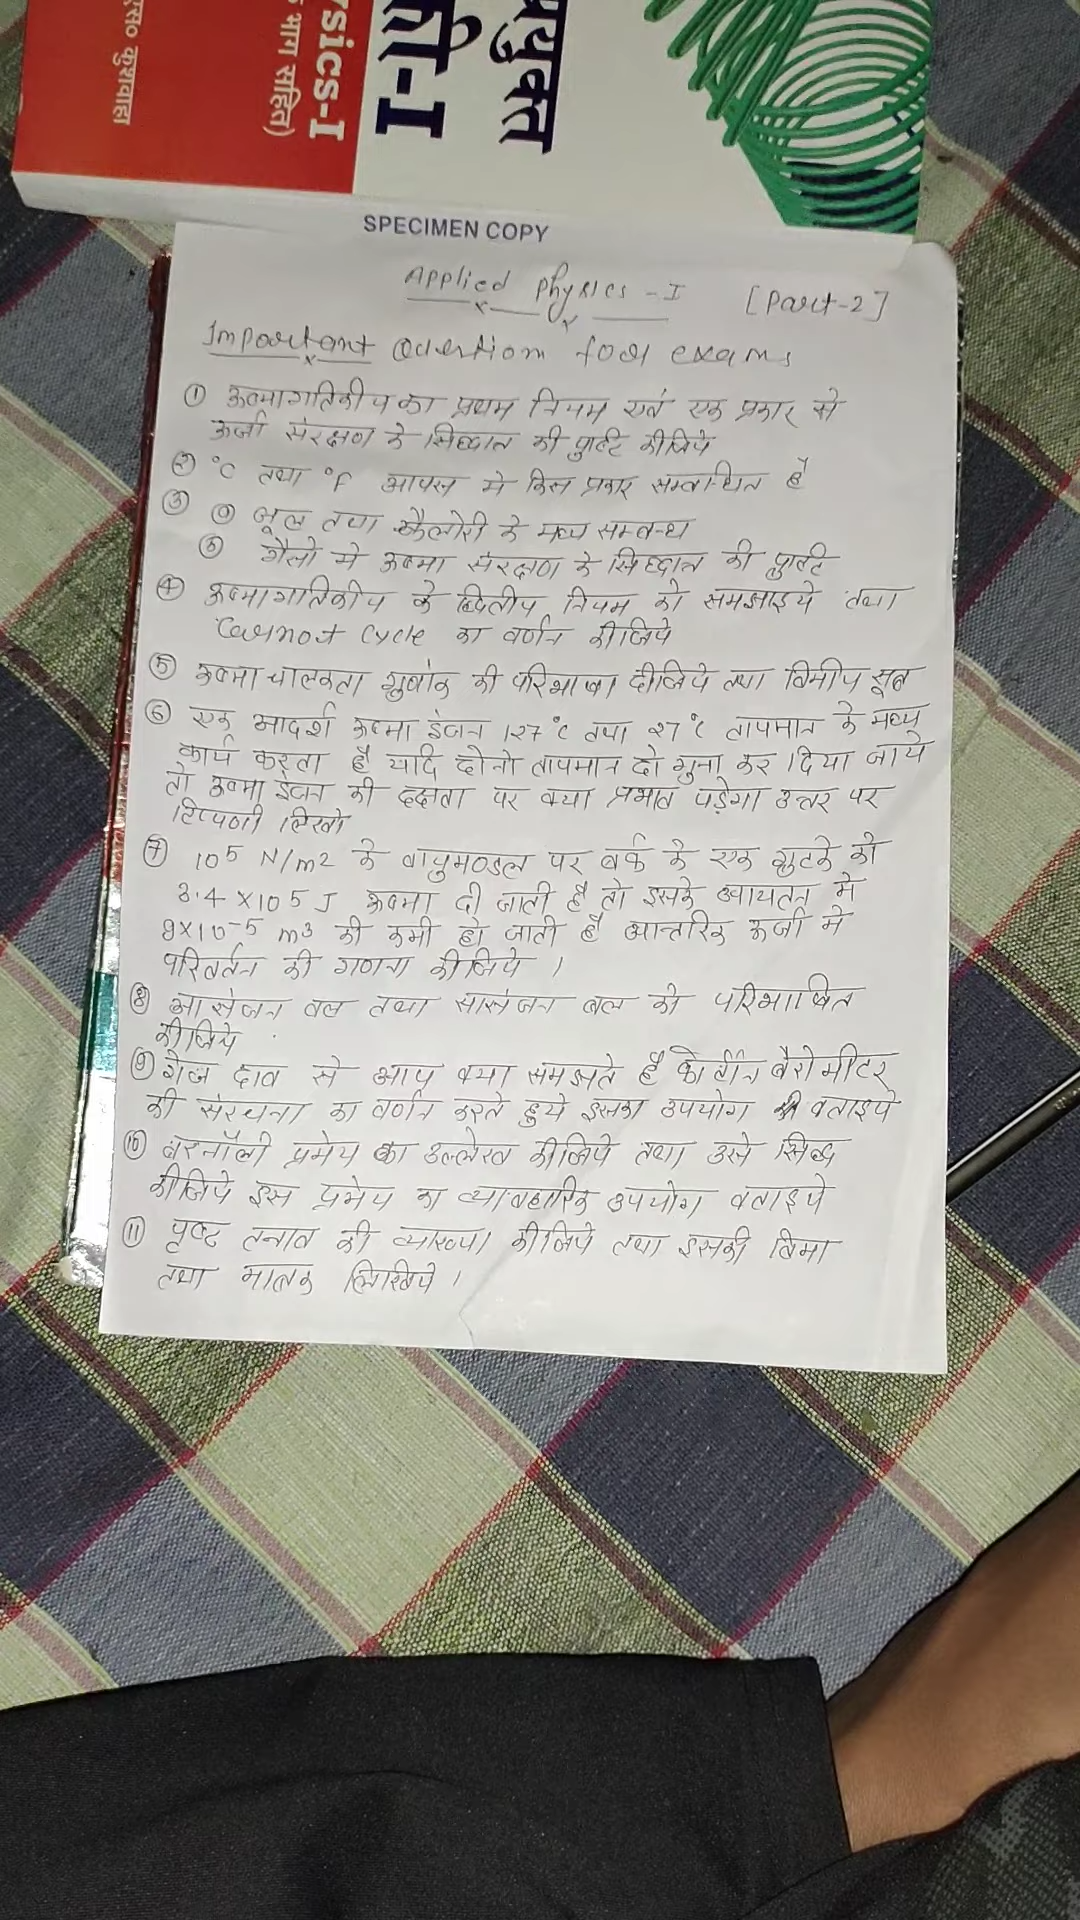 एस० कुशवाहा
ysics-I
क भाग सहित)
की-I
प्रयुक्त
SPECIMEN COPY
Applied Physics - I [Part-2]
Important Question for exams
① ऊष्मागतिकीय का प्रथम नियम एवं एक प्रकार से
ऊर्जा संरक्षण के सिद्धान्त की पुष्टि कीजिये
② °C तथा °F आपस मे किस प्रकार सम्बन्धित है
③ ⓐ जूल तथा कैलोरी के मध्य सम्बन्ध
ⓑ गैसो मे ऊष्मा संरक्षण के सिद्धान्त की पुष्टि
④ ऊष्मागतिकीय के द्वितीय नियम को समझाइये तथा
Carnot Cycle का वर्णन कीजिये
⑤ ऊष्मा चालकता गुणांक की परिभाषा दीजिये तथा विमीय सूत्र
⑥ एक आदर्श ऊष्मा इंजन 127°C तथा 27°C तापमान के मध्य
कार्य करता है यदि दोनो तापमान दो गुना कर दिया जाये
तो ऊष्मा इंजन की दक्षता पर क्या प्रभाव पड़ेगा उत्तर पर
टिप्पणी लिखो
⑦ 10⁵ N/m2 के वायुमण्डल पर बर्फ के एक गुटके को
3.4 ×10⁵ J ऊष्मा दी जाती है तो इसके आयतन मे
9×10⁻⁵ m³ की कमी हो जाती है आन्तरिक ऊर्जा मे
परिवर्तन की गणना कीजिये ।
⑧ आसंजन बल तथा ससंजन बल को परिभाषित
कीजिये
⑨ गेज दाव से आप क्या समझते है फोर्टीन बैरोमीटर
की संरचना का वर्णन करते हुये इसका उपयोग बताइये
⑩ बरनॉली प्रमेय का उल्लेख कीजिये तथा उसे सिद्ध
कीजिये इस प्रमेय का व्यावहारिक उपयोग बताइये
⑪ पृष्ट तनाव की व्याख्या कीजिये तथा इसकी विमा
तथा मात्रक लिखिये ।